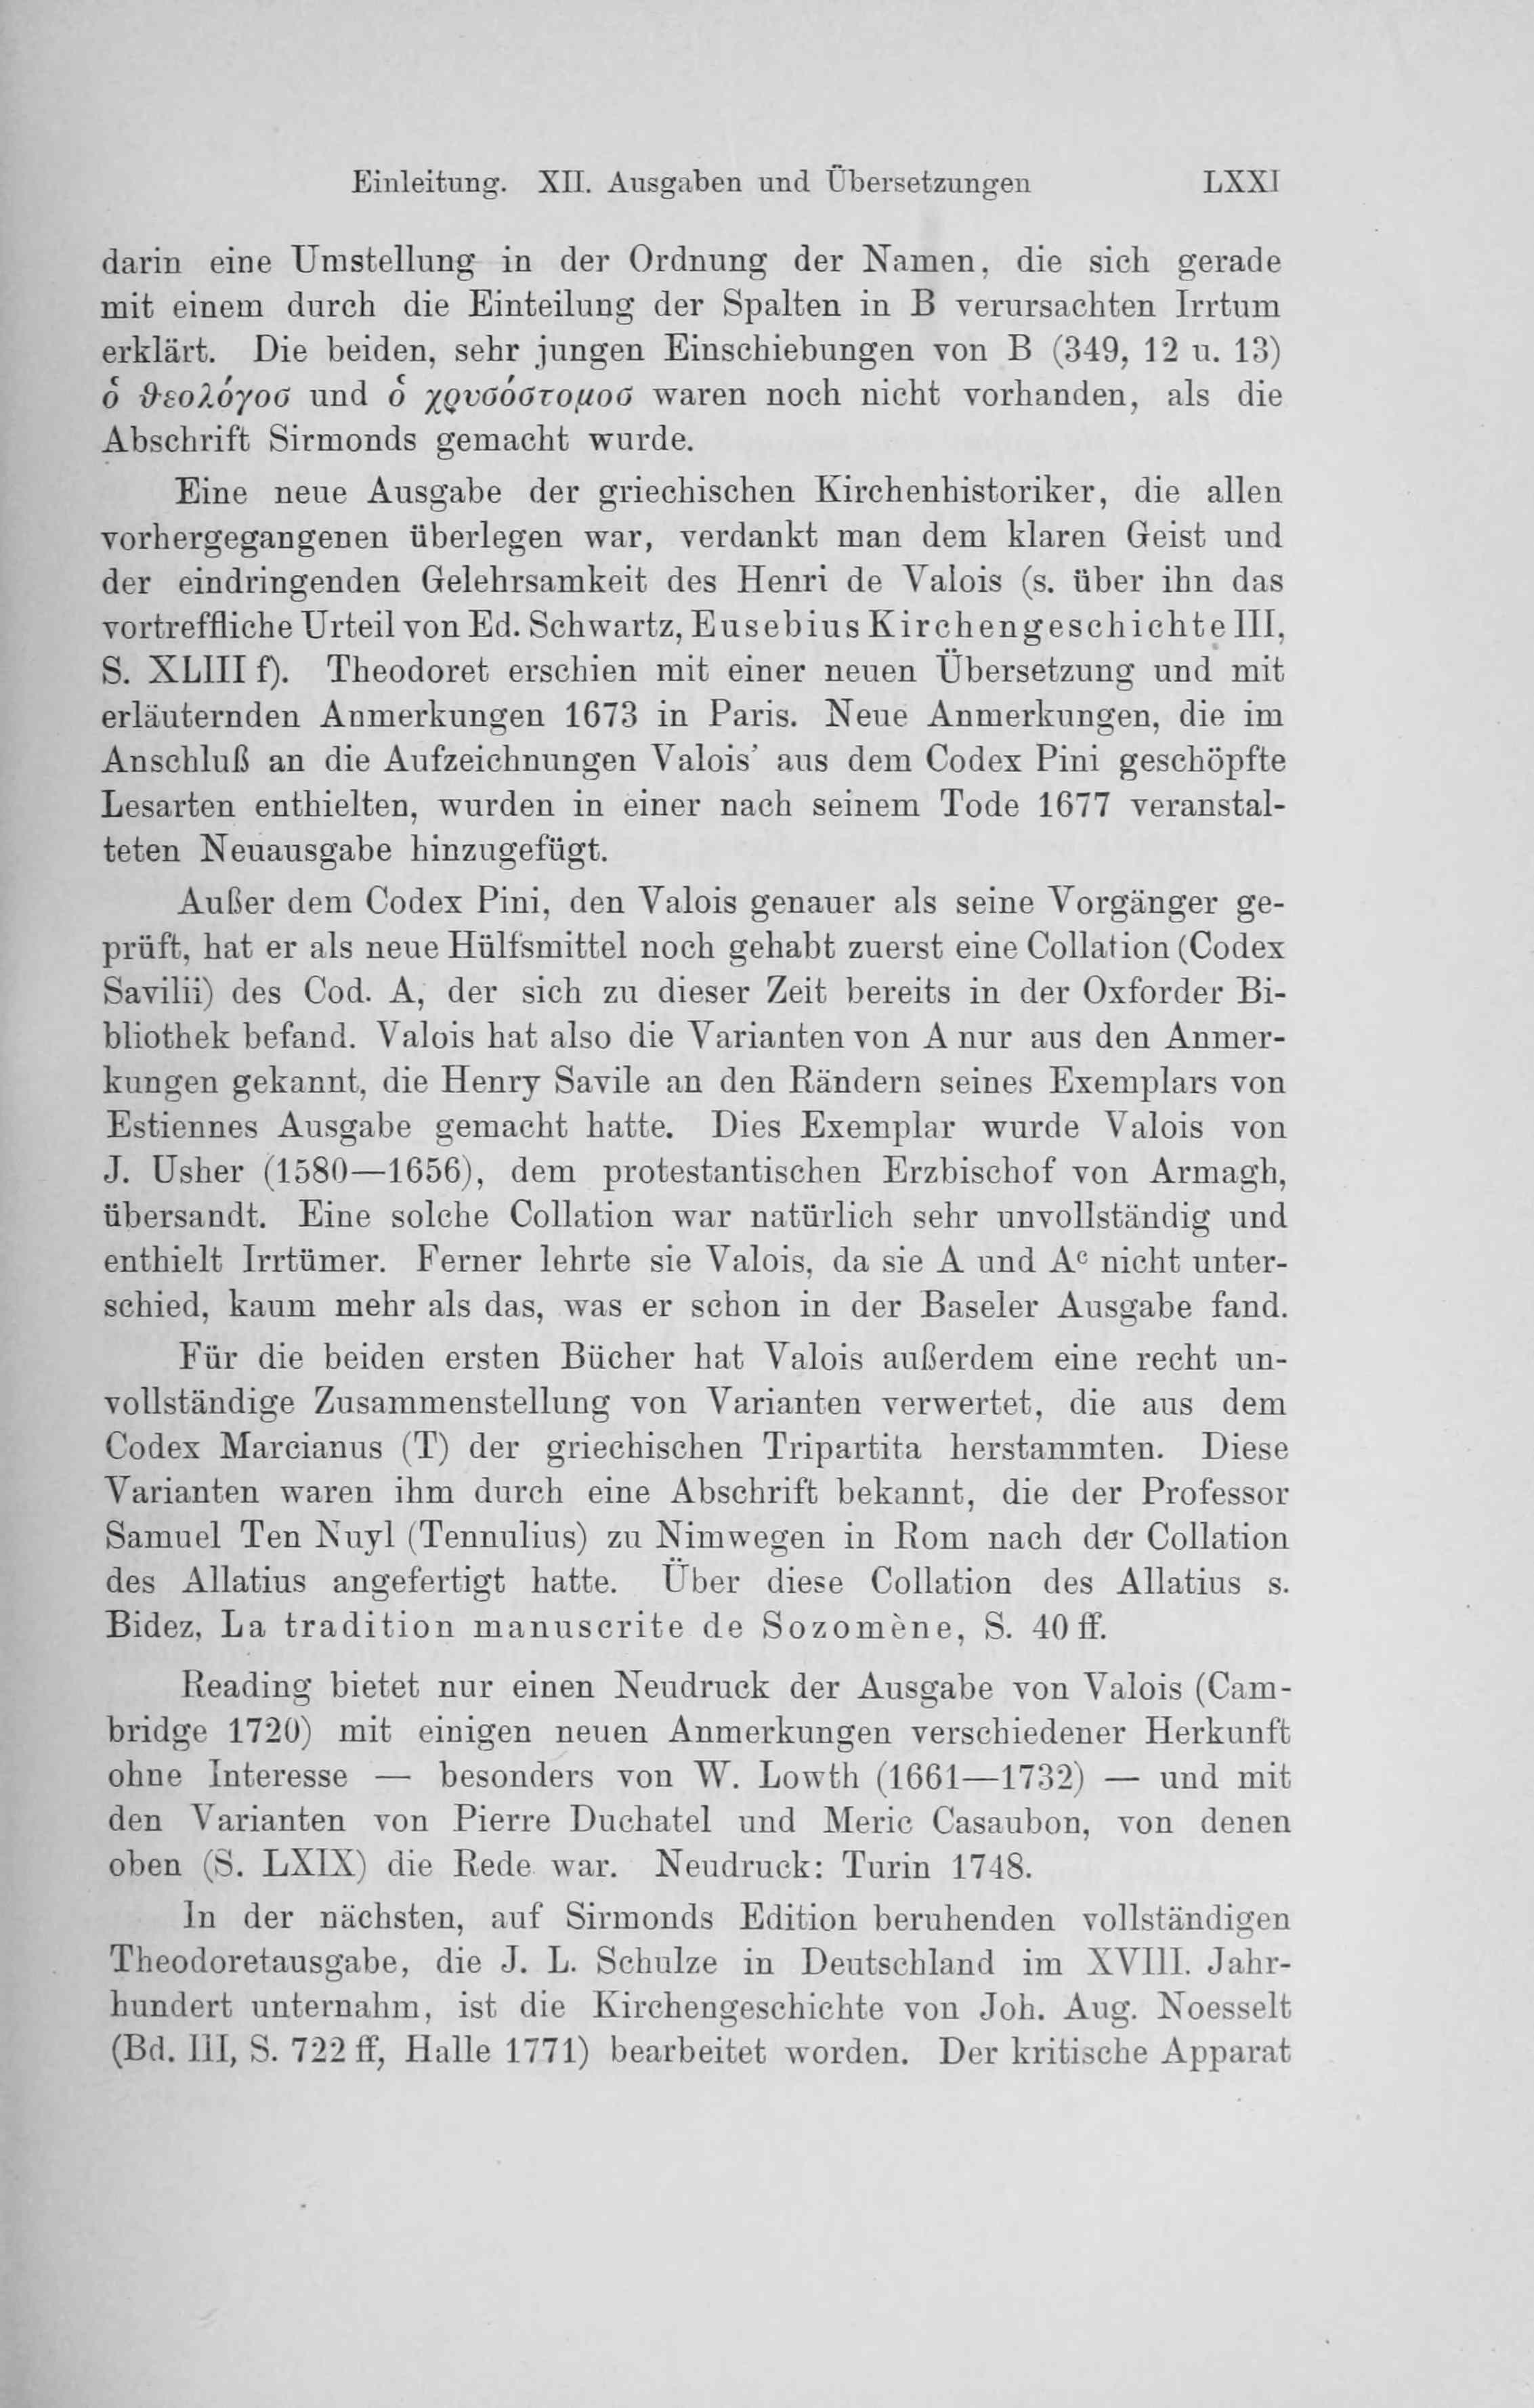 Einleitung. XII. Ausgaben und Übersetzungen LXXI
darin eine Umstellung in der Ordnung der Namen, die sich gerade
mit einem durch die Einteilung der Spalten in B verursachten Irrtum
erklärt. Die beiden, sehr jungen Einschiebungen von B (349, 12 u. 13)
ὁ ϑεολόγοσ und ὁ χρυσόστομοσ waren noch nicht vorhanden, als die
Abschrift Sirmonds gemacht wurde.
Eine neue Ausgabe der griechischen Kirchenhistoriker, die allen
vorhergegangenen überlegen war, verdankt man dem klaren Geist und
der eindringenden Gelehrsamkeit des Henri de Valois (s. über ihn das
vortreffliche Urteil von Ed. Schwartz, Eusebius Kirchengeschichte III,
S. XLIII f). Theodoret erschien mit einer neuen Übersetzung und mit
erläuternden Anmerkungen 1673 in Paris. Neue Anmerkungen, die im
Anschluß an die Aufzeichnungen Valois' aus dem Codex Pini geschöpfte
Lesarten enthielten, wurden in einer nach seinem Tode 1677 veranstal-
teten Neuausgabe hinzugefügt.
Außer dem Codex Pini, den Valois genauer als seine Vorgänger ge-
prüft, hat er als neue Hülfsmittel noch gehabt zuerst eine Collation (Codex
Savilii) des Cod. A, der sich zu dieser Zeit bereits in der Oxforder Bi-
bliothek befand. Valois hat also die Varianten von A nur aus den Anmer-
kungen gekannt, die Henry Savile an den Rändern seines Exemplars von
Estiennes Ausgabe gemacht hatte. Dies Exemplar wurde Valois von
J. Usher (1580—1656), dem protestantischen Erzbischof von Armagh,
übersandt. Eine solche Collation war natürlich sehr unvollständig und
enthielt Irrtümer. Ferner lehrte sie Valois, da sie A und Aᶜ nicht unter-
schied, kaum mehr als das, was er schon in der Baseler Ausgabe fand.
Für die beiden ersten Bücher hat Valois außerdem eine recht un-
vollständige Zusammenstellung von Varianten verwertet, die aus dem
Codex Marcianus (T) der griechischen Tripartita herstammten. Diese
Varianten waren ihm durch eine Abschrift bekannt, die der Professor
Samuel Ten Nuyl (Tennulius) zu Nimwegen in Rom nach der Collation
des Allatius angefertigt hatte. Über diese Collation des Allatius s.
Bidez, La tradition manuscrite de Sozomène, S. 40 ff.
Reading bietet nur einen Neudruck der Ausgabe von Valois (Cam-
bridge 1720) mit einigen neuen Anmerkungen verschiedener Herkunft
ohne Interesse — besonders von W. Lowth (1661—1732) — und mit
den Varianten von Pierre Duchatel und Meric Casaubon, von denen
oben (S. LXIX) die Rede war. Neudruck: Turin 1748.
In der nächsten, auf Sirmonds Edition beruhenden vollständigen
Theodoretausgabe, die J. L. Schulze in Deutschland im XVIII. Jahr-
hundert unternahm, ist die Kirchengeschichte von Joh. Aug. Noesselt
(Bd. III, S. 722 ff, Halle 1771) bearbeitet worden. Der kritische Apparat